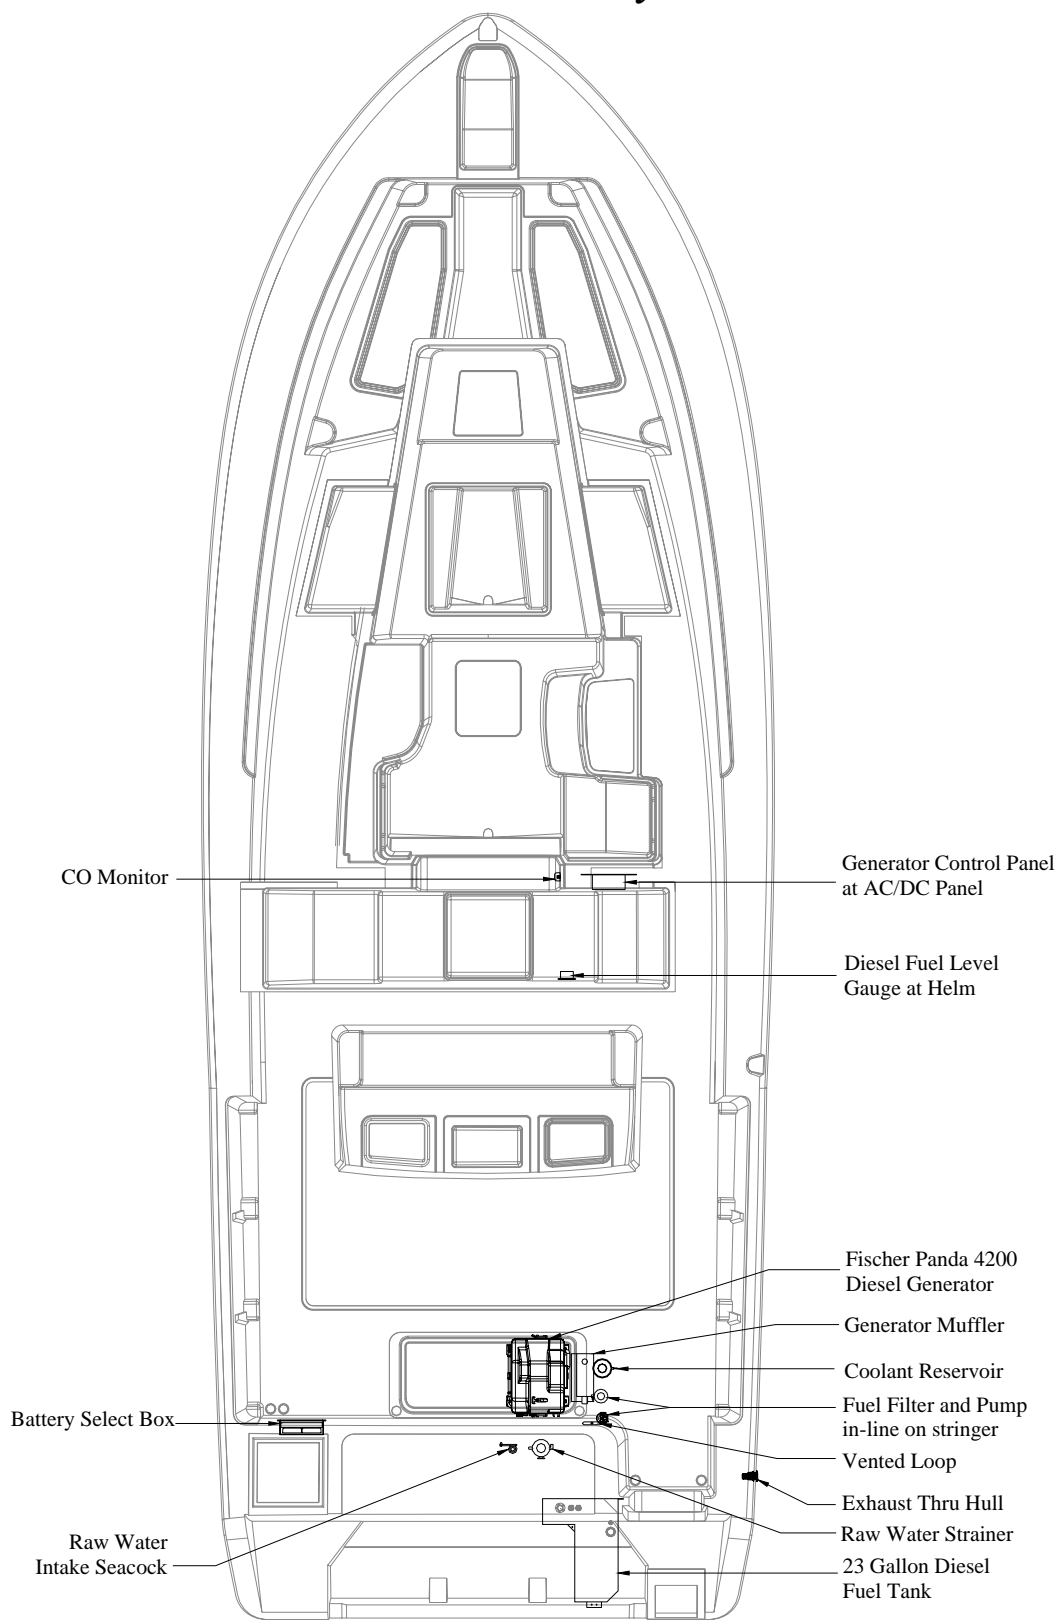 CO Monitor
Generator Control Panel
at AC/DC Panel
Diesel Fuel Level
Gauge at Helm
Fischer Panda 4200
Diesel Generator
Generator Muffler
Coolant Reservoir
Battery Select Box
Fuel Filter and Pump
in-line on stringer
Vented Loop
Exhaust Thru Hull
Raw Water Strainer
Raw Water
Intake Seacock
23 Gallon Diesel
Fuel Tank